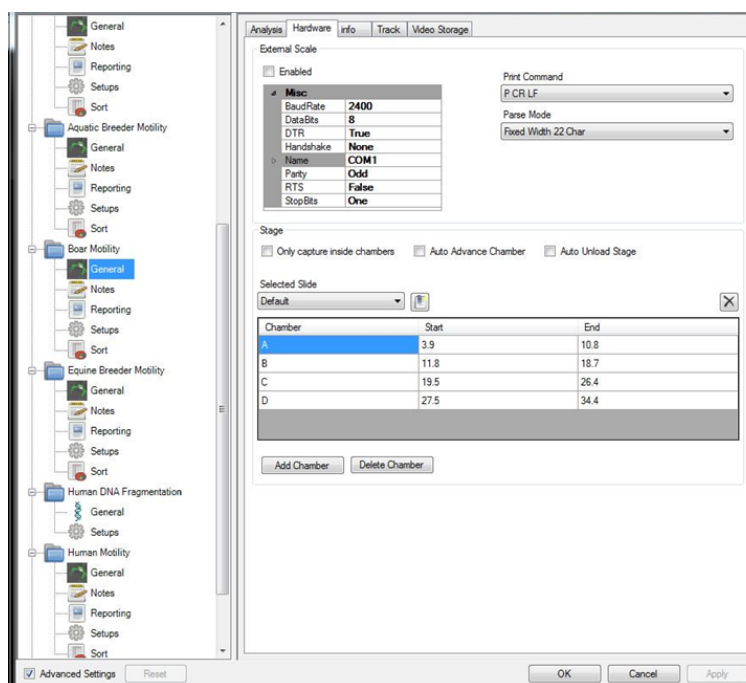 General
Notes
Reporting
Setups
Sort
Aquatic Breeder Motility
General
Notes
Reporting
Setups
Sort
Boar Motility
General
Notes
Reporting
Setups
Sort
Equine Breeder Motility
General
Notes
Reporting
Setups
Sort
Human DNA Fragmentation
General
Setups
Human Motility
General
Notes
Reporting
Setups
Sort
Advanced Settings Reset
Analysis Hardware info Track Video Storage
External Scale
Enabled
Misc
BaudRate 2400
DataBits 8
DTR True
Handshake None
Name COM1
Parity Odd
RTS False
StopBits One
Print Command
P CR LF
Parse Mode
Fixed Width 22 Char
Stage
Only capture inside chambers Auto Advance Chamber Auto Unload Stage
Selected Slide
Default
Chamber Start End
A 3.9 10.8
B 11.8 18.7
C 19.5 26.4
D 27.5 34.4
Add Chamber Delete Chamber
OK Cancel Apply